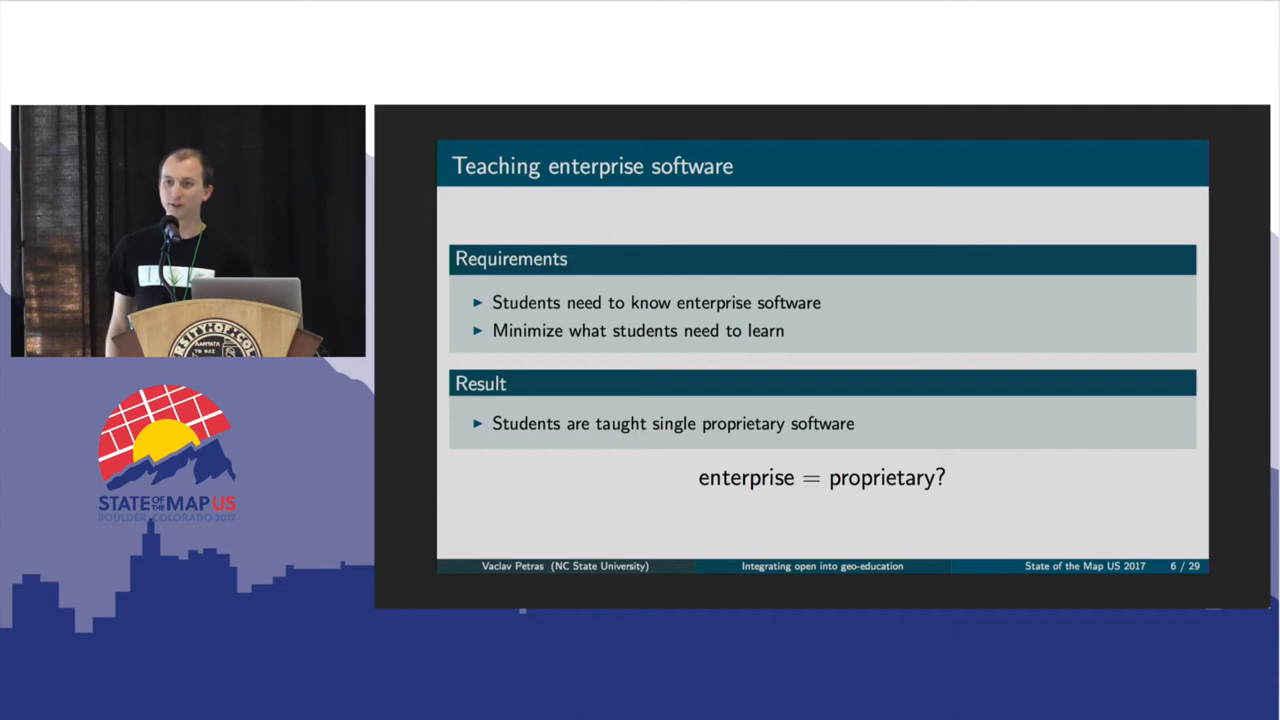 Teaching enterprise software
Requirements
Students need to know enterprise software
Minimize what students need to learn
Result
Students are taught single proprietary software
enterprise = proprietary?
Vaclav Petras (NC State University)
Integrating open into geo-education
State of the Map US 2017
6 / 29
STATE OF THE MAP US
BOULDER, COLORADO 2017